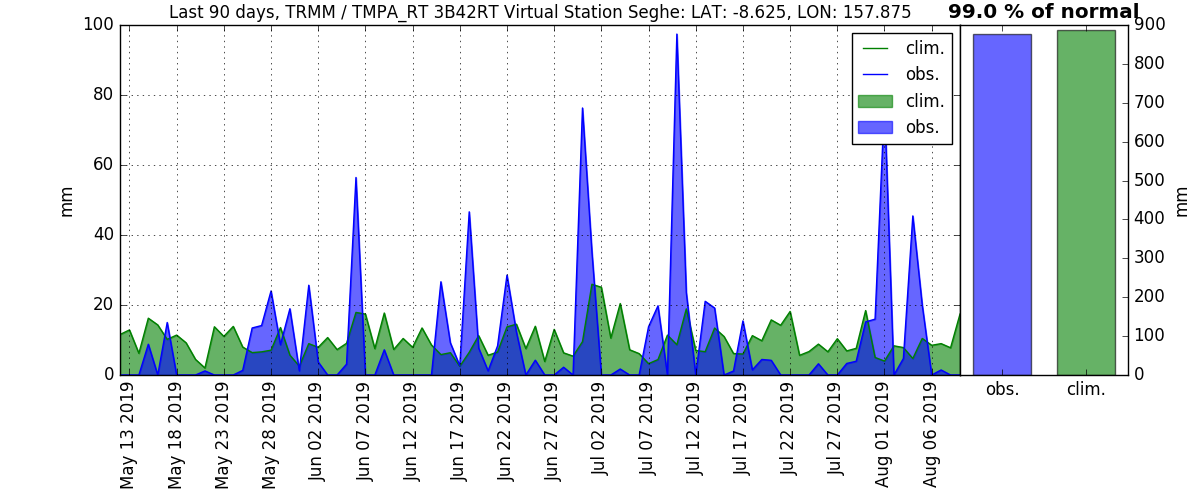 Last 90 days, TRMM / TMPA_RT 3B42RT Virtual Station Seghe: LAT: -8.625, LON: 157.875
99.0 % of normal
100
80
60
40
20
0
mm
clim.
obs.
clim.
obs.
May 13 2019
May 18 2019
May 23 2019
May 28 2019
Jun 02 2019
Jun 07 2019
Jun 12 2019
Jun 17 2019
Jun 22 2019
Jun 27 2019
Jul 02 2019
Jul 07 2019
Jul 12 2019
Jul 17 2019
Jul 22 2019
Jul 27 2019
Aug 01 2019
Aug 06 2019
900
800
700
600
500
400
300
200
100
0
mm
obs.
clim.